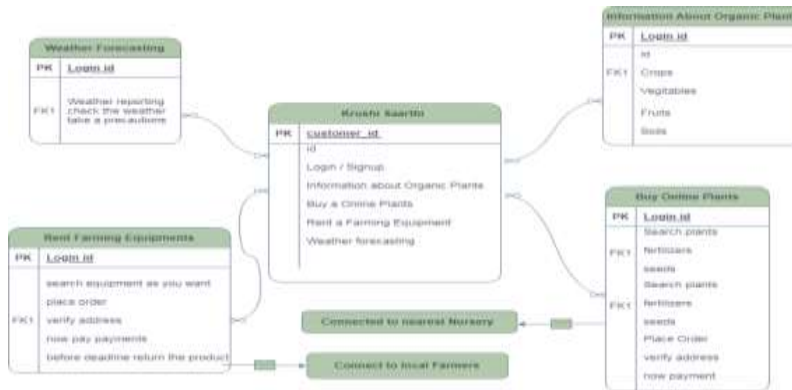 Weather Forecasting
PK Login id
FK1
Weather reporting
check the weather
take a precautions
Krushi Saarthi
PK customer_id
id
Login / Signup
Information about Organic Plants
Buy a Online Plants
Rent a Farming Equipment
Weather forecasting
Information About Organic Plant
PK Login id
id
FK1 Crops
Vegitables
Fruits
Soils
Rent Farming Equipments
PK Login id
search equipment as you want
place order
FK1 verify address
now pay payments
before deadline return the product
Buy Online Plants
PK Login id
Search plants
FK1 fertilizers
seeds
Search plants
FK1 fertilizers
seeds
Place Order
verify address
now payment
Connected to nearest Nursery
Connect to local Farmers